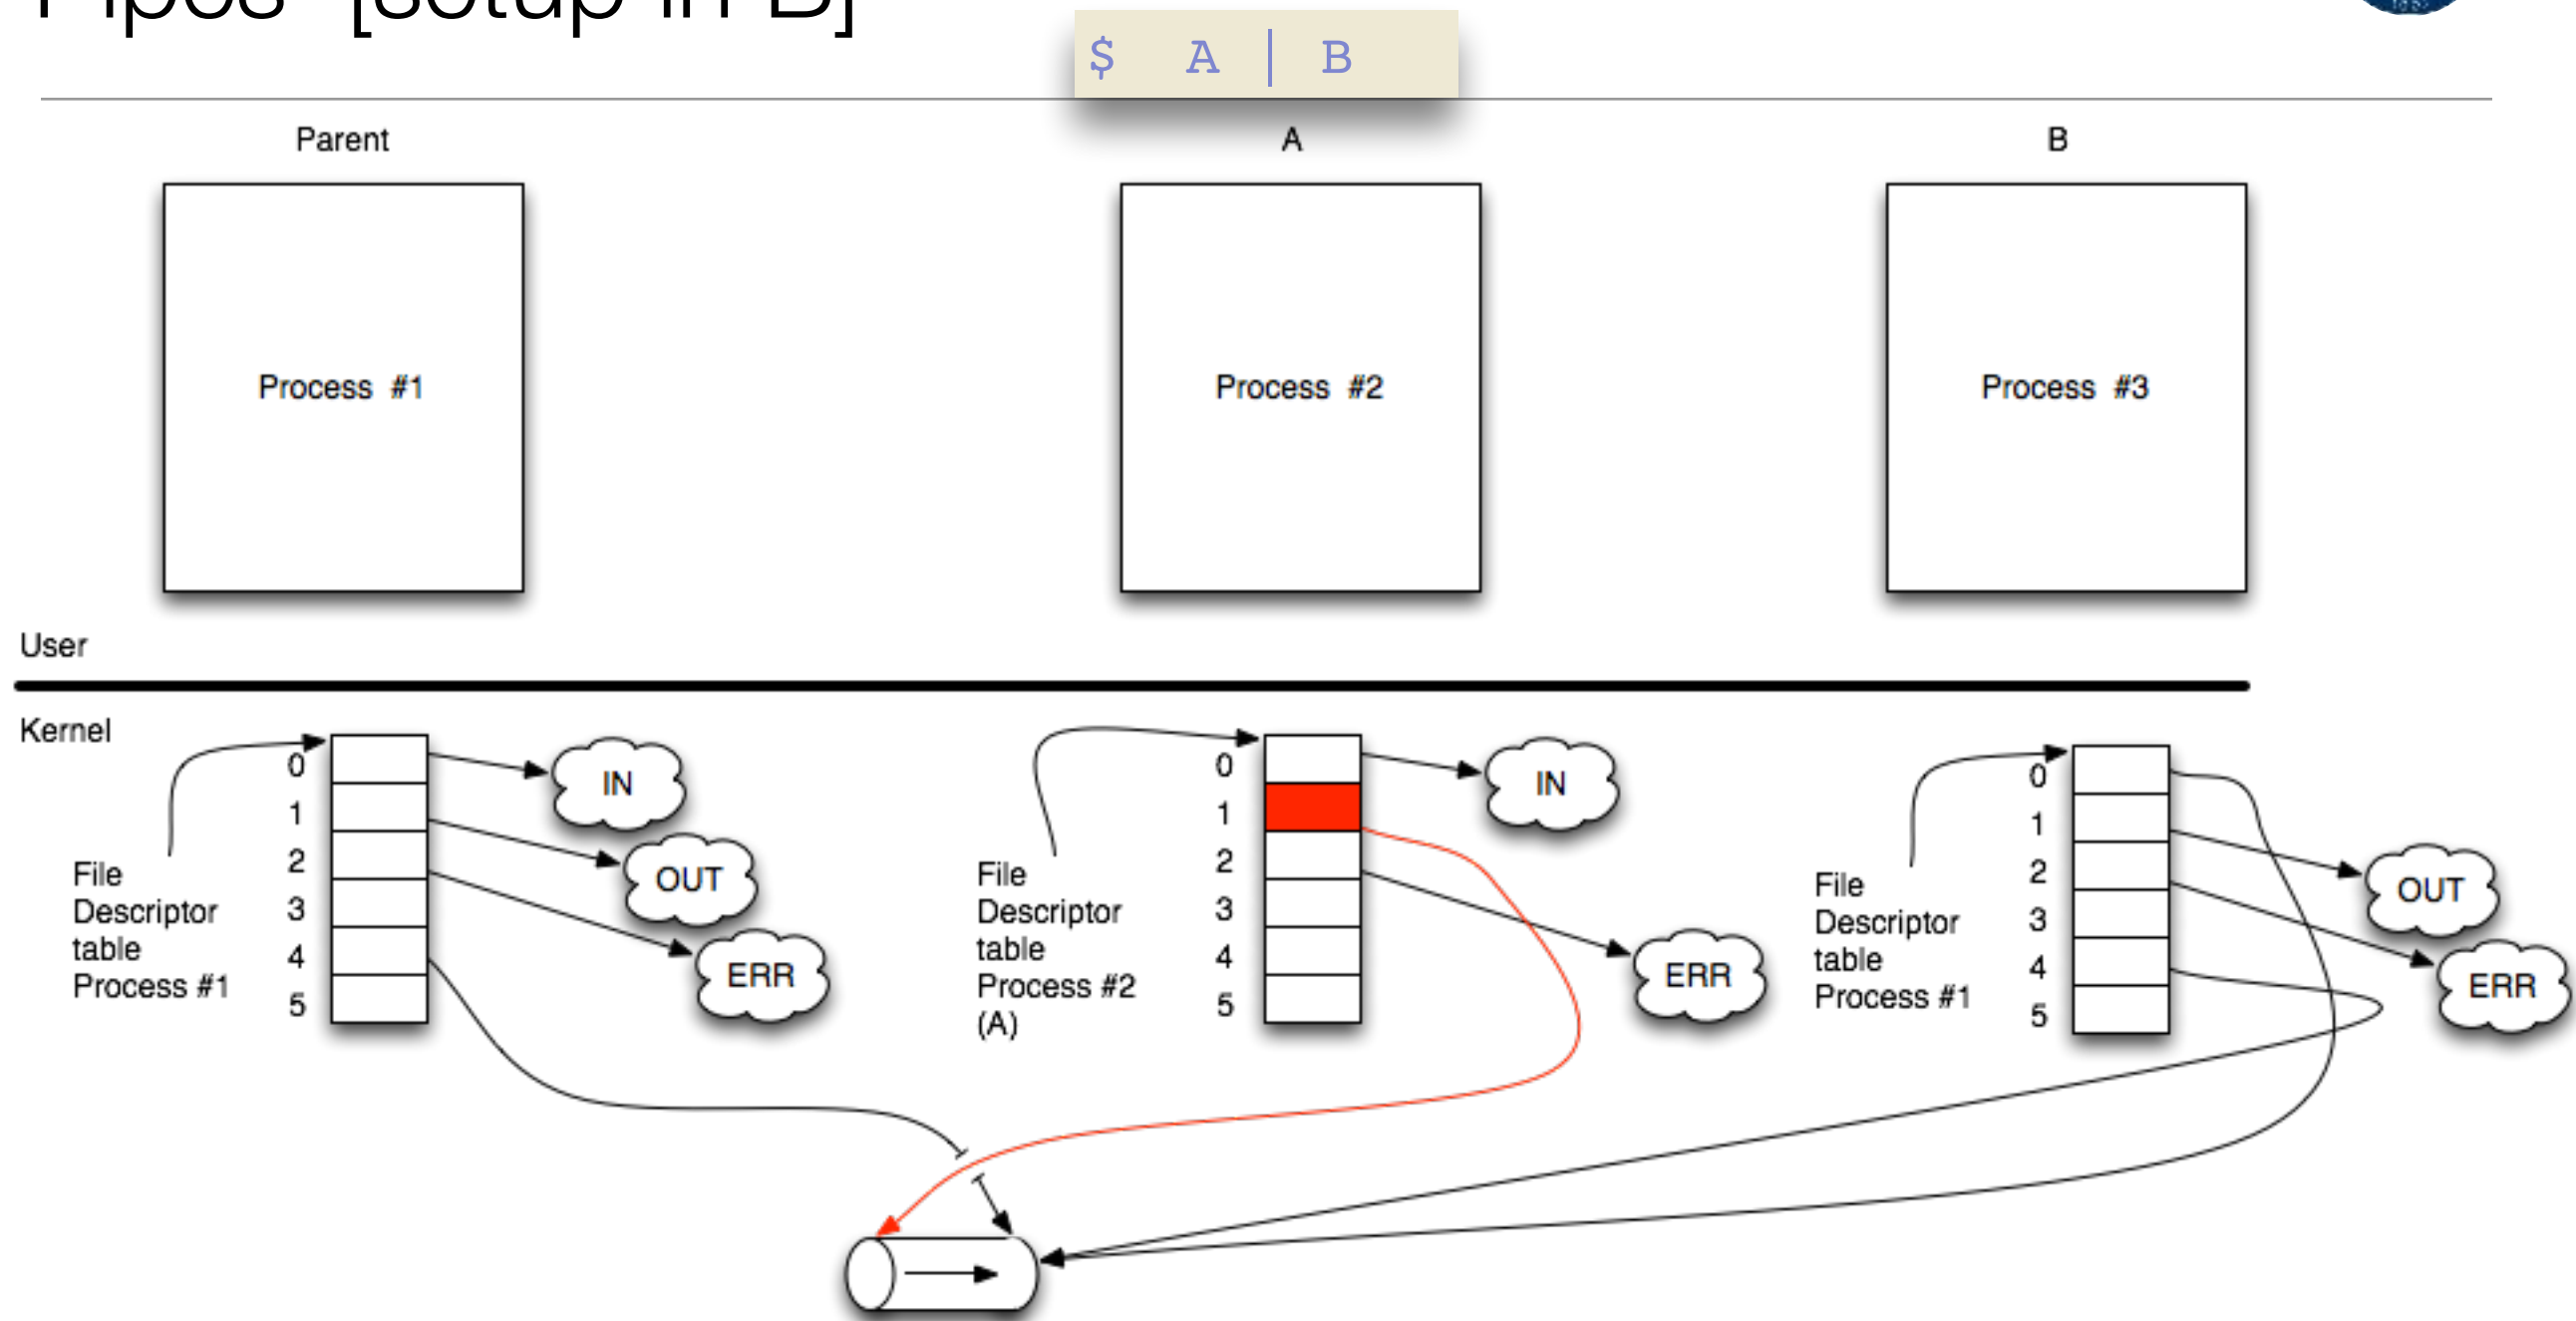 Pipes [setup in B]
$ A | B
Parent
A
B
Process #1
Process #2
Process #3
User
Kernel
0
1
2
3
4
5
File
Descriptor
table
Process #1
IN
OUT
ERR
0
1
2
3
4
5
File
Descriptor
table
Process #2
(A)
IN
ERR
0
1
2
3
4
5
File
Descriptor
table
Process #1
OUT
ERR